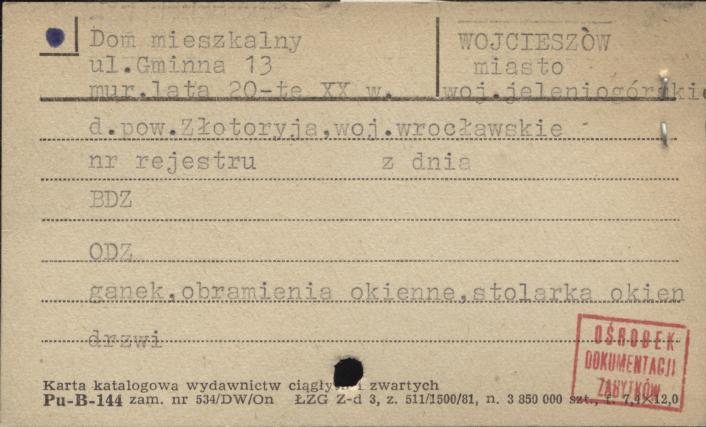 Dom mieszkalny
ul.Gminna 13
mur.lata 20-te XX w.
WOJCIESZÓW
miasto
woj.jeleniogórskie
d.pow.Złotoryja,woj.wrocławskie
nr rejestru z dnia
BDZ
ODZ
ganek,obramienia okienne,stolarka okien
drzwi
OŚRODEK
DOKUMENTACJI
ZABYTKÓW
Karta katalogowa wydawnictw ciągłych i zwartych
Pu-B-144 zam. nr 534/DW/On ŁZG Z-d 3, z. 511/1500/81, n. 3 850 000 szt., f. 7,4×12,0